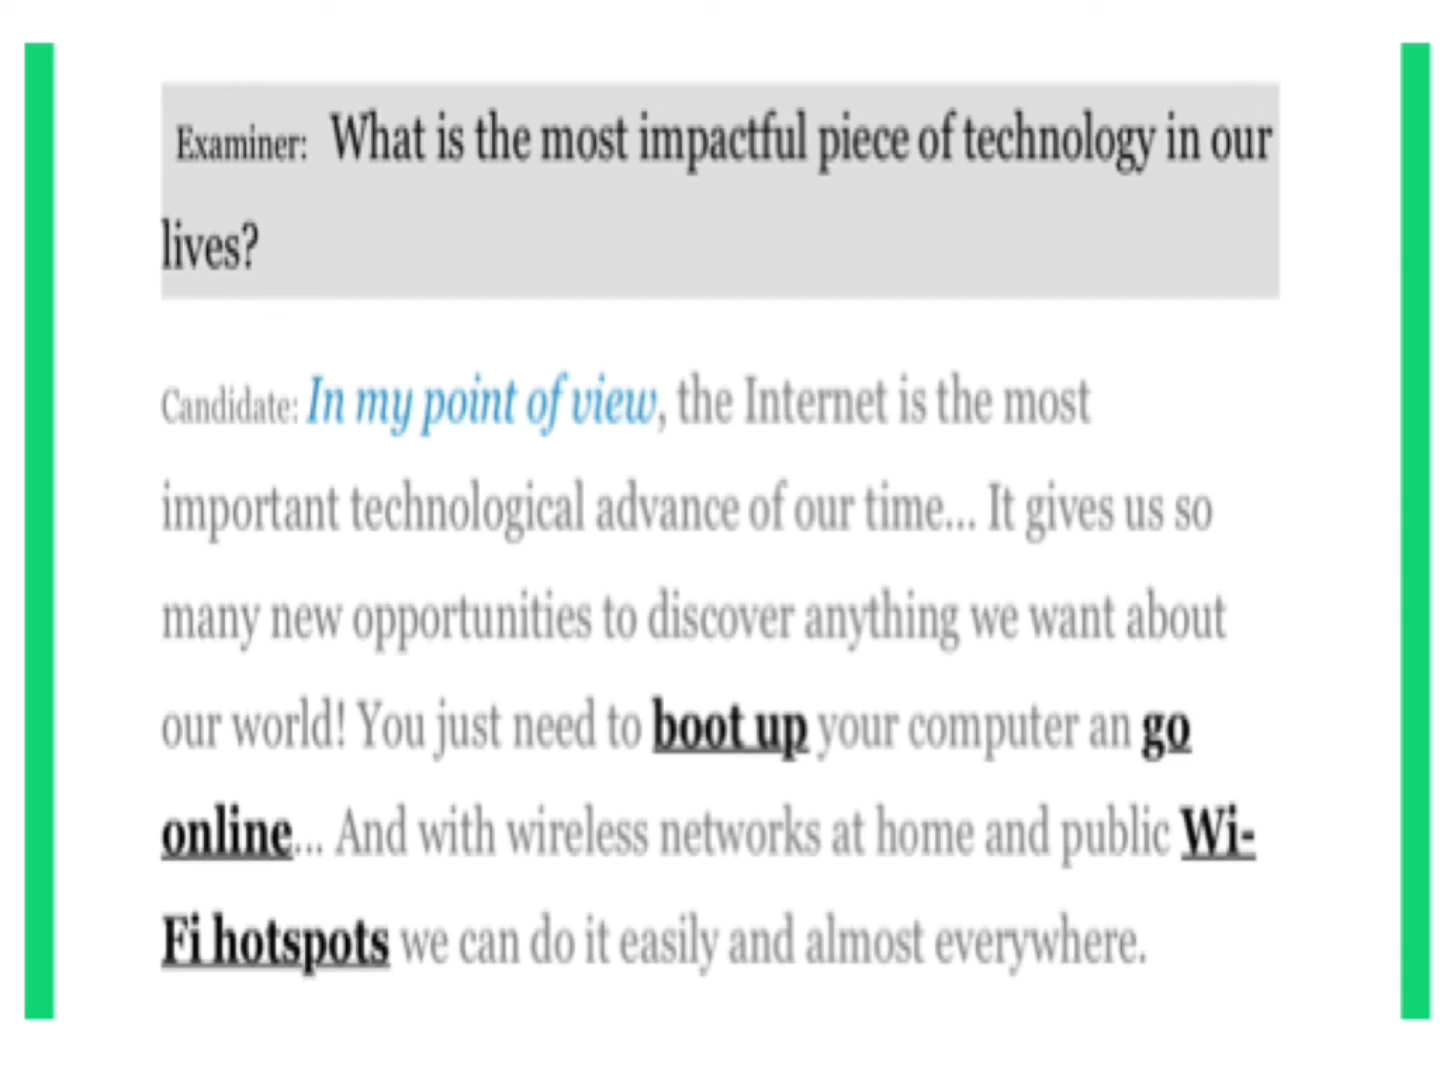 Examiner: What is the most impactful piece of technology in our
lives?
Candidate: In my point of view, the Internet is the most
important technological advance of our time... It gives us so
many new opportunities to discover anything we want about
our world! You just need to boot up your computer an go
online... And with wireless networks at home and public Wi-
Fi hotspots we can do it easily and almost everywhere.